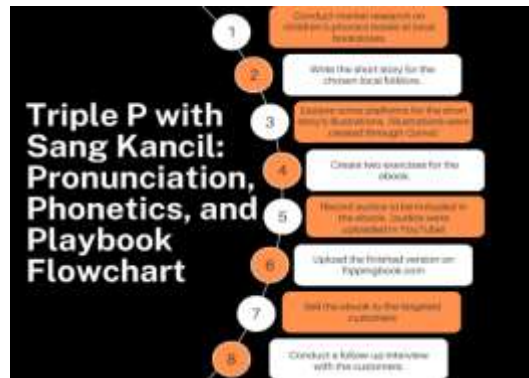 Triple P with
Sang Kancil:
Pronunciation,
Phonetics, and
Playbook
Flowchart
1
Conduct market research on
children's phonics books at local
bookstores.
2
Write the short story for the
chosen local folklore.
3
Explore some platforms for the short
story's illustrations. Illustrations were
created through Canva.
4
Create two exercises for the
ebook.
5
Record audios to be included in
the ebook. (audios were
uploaded in YouTube)
6
Upload the finished version on
flippingbook.com
7
Sell the ebook to the targeted
customers
8
Conduct a follow up interview
with the customers.